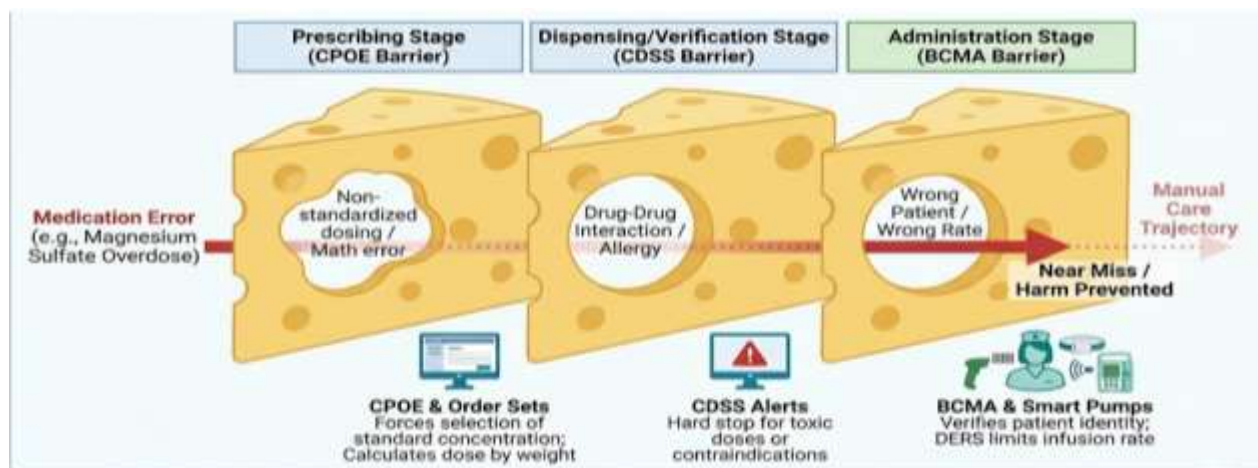 Prescribing Stage
(CPOE Barrier)
Dispensing/Verification Stage
(CDSS Barrier)
Administration Stage
(BCMA Barrier)
Medication Error
(e.g., Magnesium
Sulfate Overdose)
Non-
standardized
dosing /
Math error
Drug-Drug
Interaction /
Allergy
Wrong
Patient /
Wrong Rate
Manual
Care
Trajectory
Near Miss /
Harm Prevented
CPOE & Order Sets
Forces selection of
standard concentration;
Calculates dose by weight
CDSS Alerts
Hard stop for toxic
doses or
contraindications
BCMA & Smart Pumps
Verifies patient identity;
DERS limits infusion rate